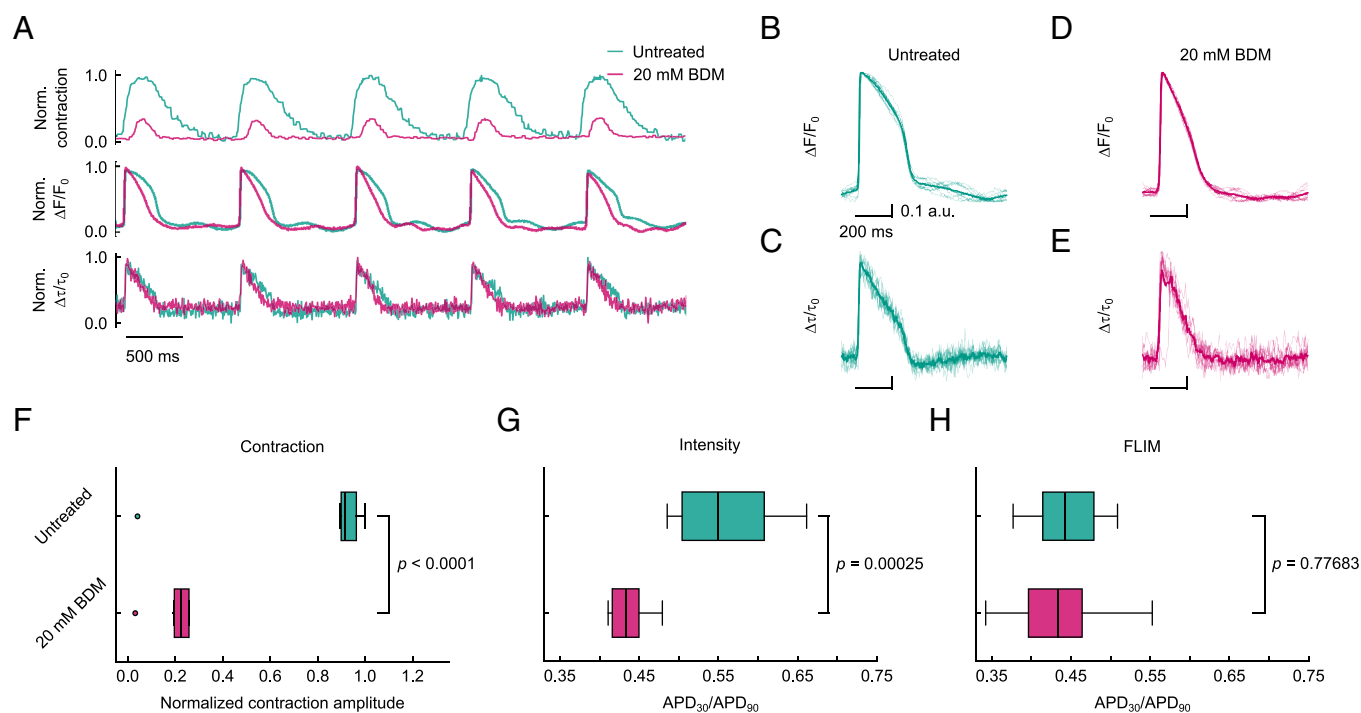 A
Untreated
20 mM BDM
Norm.
contraction
1.0
0.0
Norm.
ΔF/F0
1.0
0.0
Norm.
Δτ/τ0
1.0
0.0
500 ms
B
Untreated
ΔF/F0
0.1 a.u.
200 ms
C
Δτ/τ0
D
20 mM BDM
ΔF/F0
E
Δτ/τ0
F
Contraction
Untreated
20 mM BDM
p < 0.0001
0.0 0.2 0.4 0.6 0.8 1.0 1.2
Normalized contraction amplitude
G
Intensity
p = 0.00025
0.35 0.45 0.55 0.65 0.75
APD30/APD90
H
FLIM
p = 0.77683
0.35 0.45 0.55 0.65 0.75
APD30/APD90